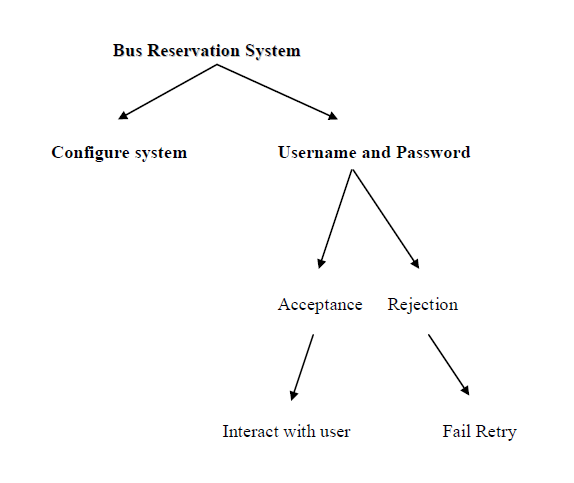 Bus Reservation System
Configure system
Username and Password
Acceptance
Rejection
Interact with user
Fail Retry